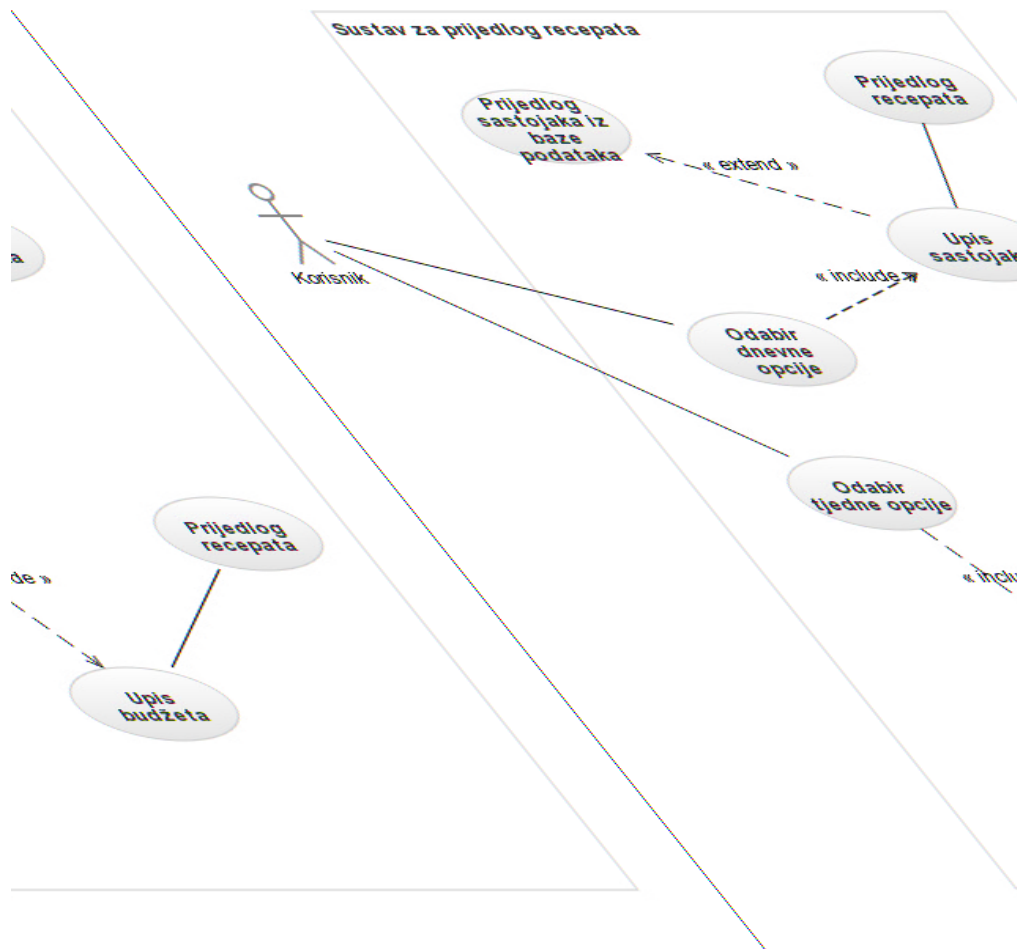 Sustav za prijedlog recepata
Prijedlog
recepata
Prijedlog
sastojaka iz
baze
podataka
« extend »
Upis
sastojak
« include »
Korisnik
Odabir
dnevne
opcije
Odabir
tjedne opcije
« inclu
a
Prijedlog
recepata
de »
Upis
budžeta